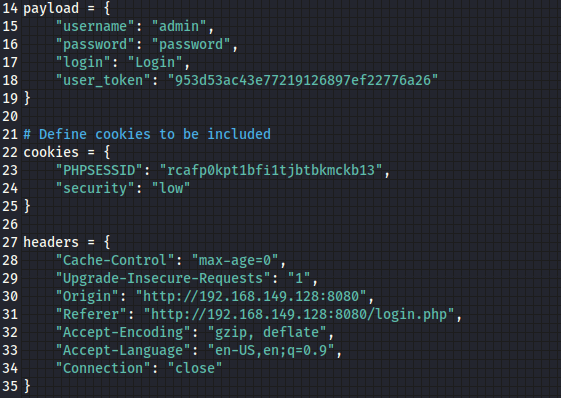 14 payload = {
15     "username": "admin",
16     "password": "password",
17     "login": "Login",
18     "user_token": "953d53ac43e77219126897ef22776a26"
19 }
20
21 # Define cookies to be included
22 cookies = {
23     "PHPSESSID": "rcafp0kpt1bfi1tjbtbkmckb13",
24     "security": "low"
25 }
26
27 headers = {
28     "Cache-Control": "max-age=0",
29     "Upgrade-Insecure-Requests": "1",
30     "Origin": "http://192.168.149.128:8080",
31     "Referer": "http://192.168.149.128:8080/login.php",
32     "Accept-Encoding": "gzip, deflate",
33     "Accept-Language": "en-US,en;q=0.9",
34     "Connection": "close"
35 }